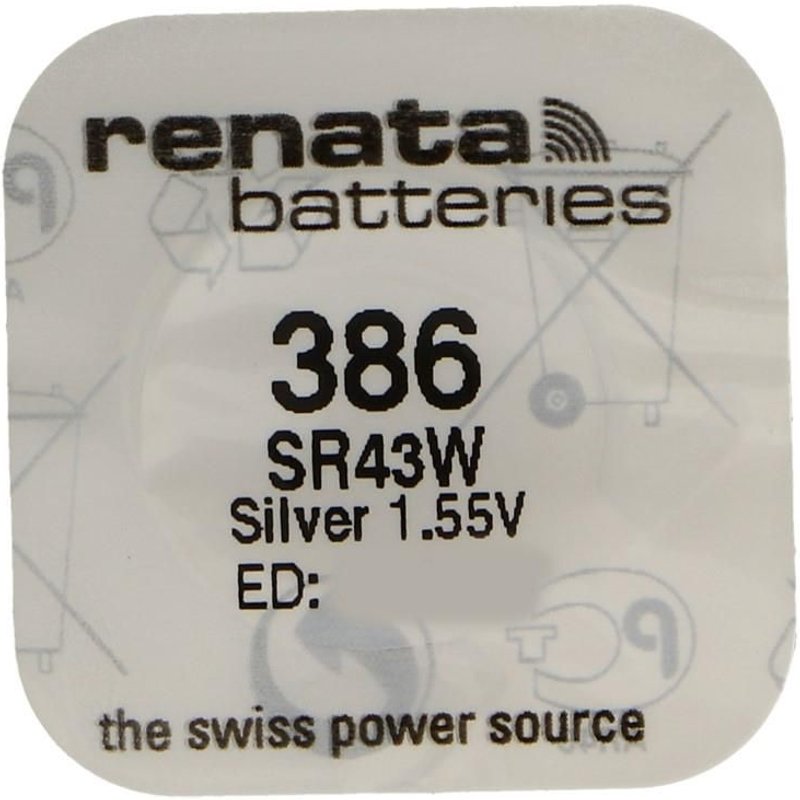 renata
batteries
386
SR43W
Silver 1.55V
ED:
the swiss power source